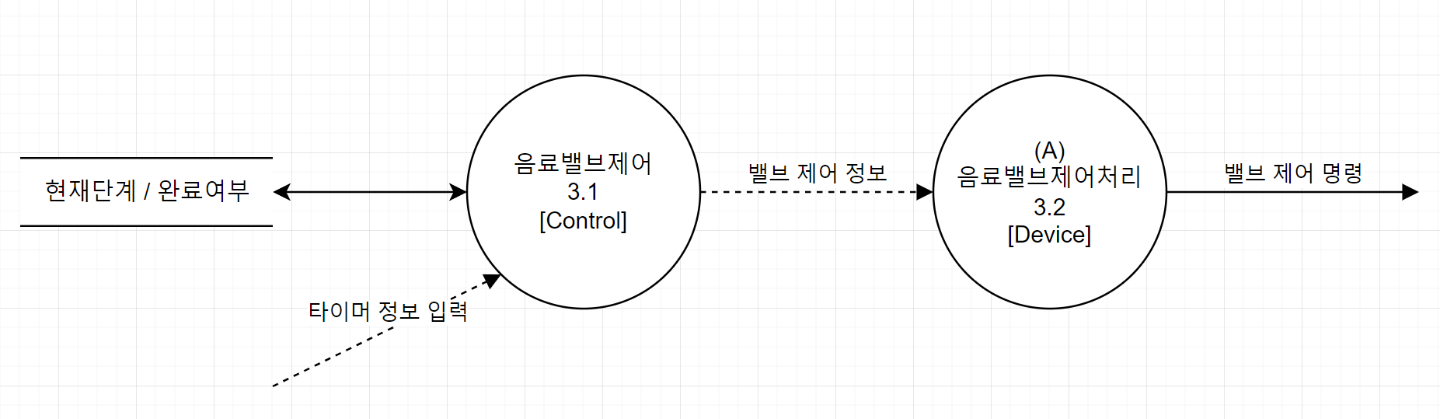 현재단계 / 완료여부
음료밸브제어
3.1
[Control]
타이머 정보 입력
밸브 제어 정보
(A)
음료밸브제어처리
3.2
[Device]
밸브 제어 명령